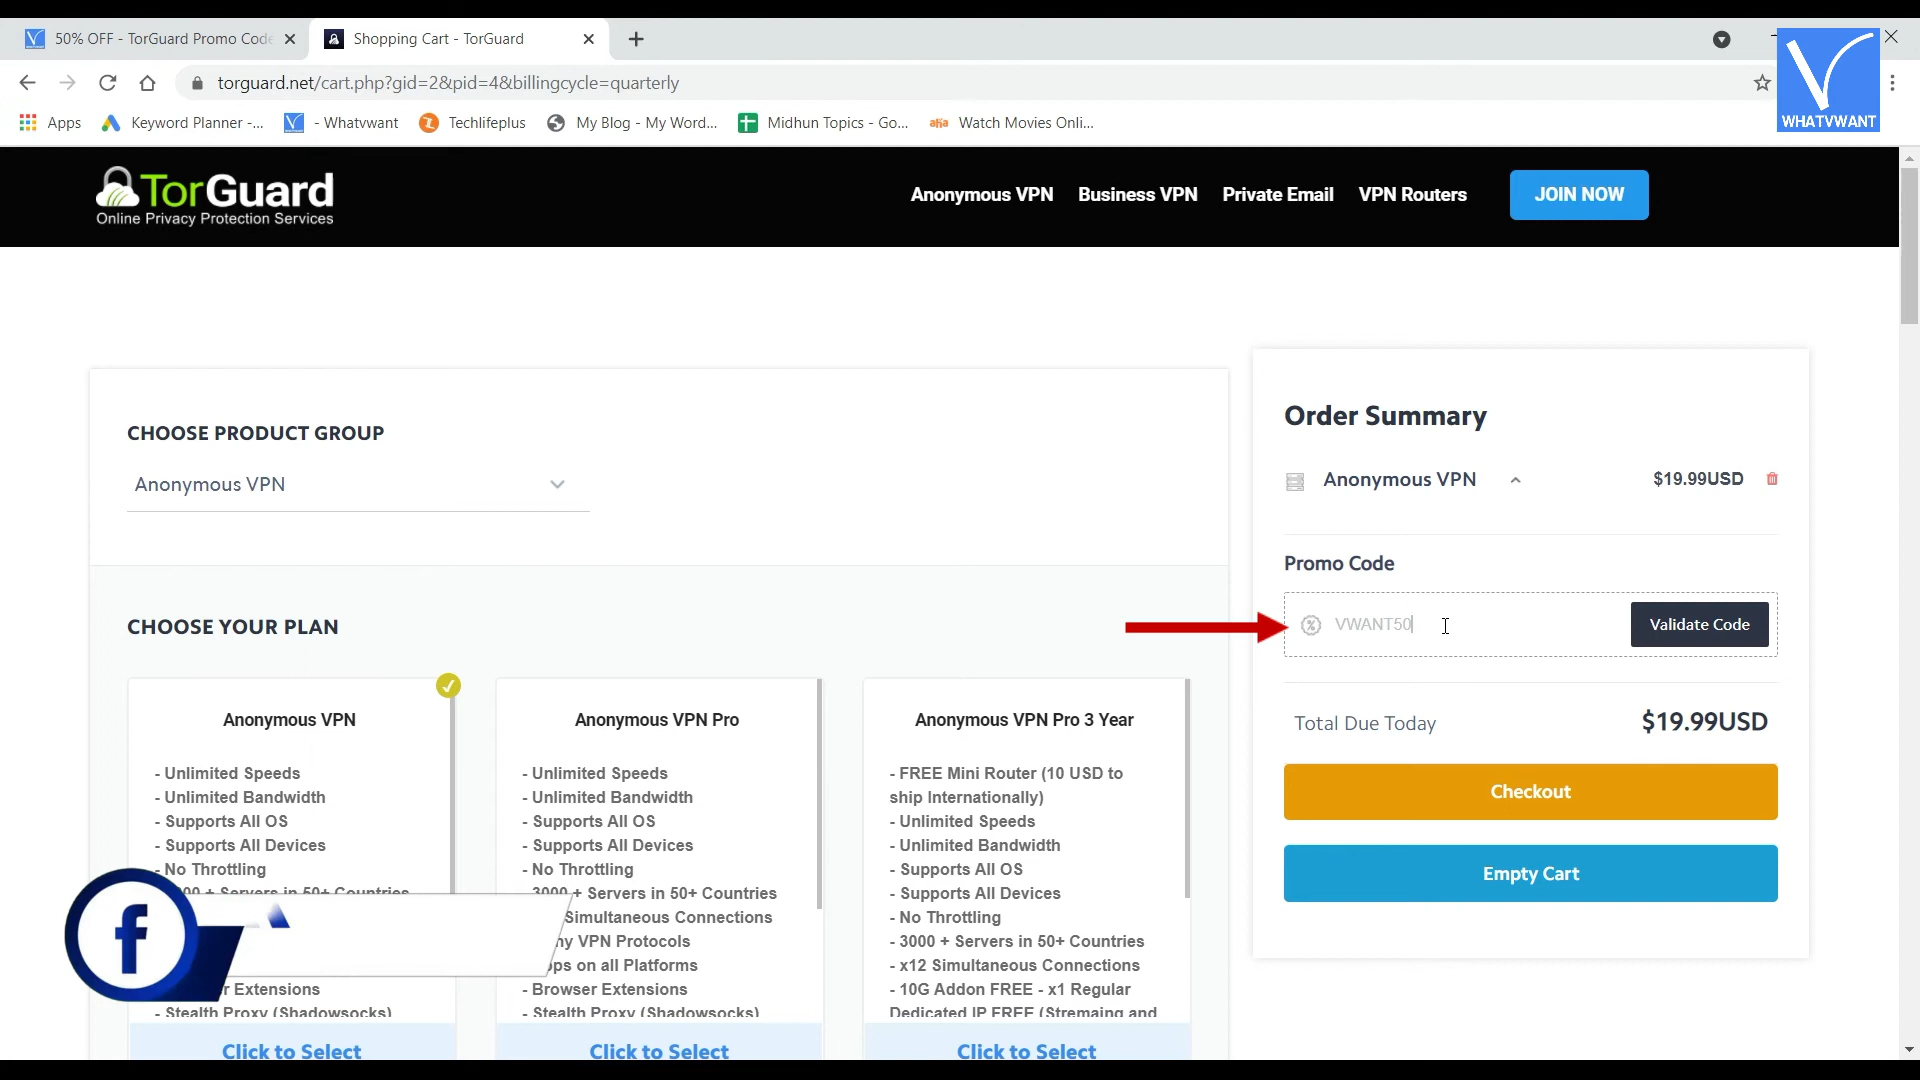 50% OFF - TorGuard Promo Code
Shopping Cart - TorGuard
torguard.net/cart.php?gid=2&pid=4&billingcycle=quarterly
WHATVWANT
Apps
Keyword Planner -...
- Whatvwant
Techlifeplus
My Blog - My Word...
Midhun Topics - Go...
aha
Watch Movies Onli...
TorGuard
Online Privacy Protection Services
Anonymous VPN
Business VPN
Private Email
VPN Routers
JOIN NOW
CHOOSE PRODUCT GROUP
Anonymous VPN
CHOOSE YOUR PLAN
Anonymous VPN
- Unlimited Speeds
- Unlimited Bandwidth
- Supports All OS
- Supports All Devices
- No Throttling
+ Servers in 50+ Countries
Extensions
- Stealth Proxy (Shadowsocks)
Click to Select
Anonymous VPN Pro
- Unlimited Speeds
- Unlimited Bandwidth
- Supports All OS
- Supports All Devices
- No Throttling
3000 + Servers in 50+ Countries
Simultaneous Connections
VPN Protocols
on all Platforms
- Browser Extensions
- Stealth Proxy (Shadowsocks)
Click to Select
Anonymous VPN Pro 3 Year
- FREE Mini Router (10 USD to
ship Internationally)
- Unlimited Speeds
- Unlimited Bandwidth
- Supports All OS
- Supports All Devices
- No Throttling
- 3000 + Servers in 50+ Countries
- x12 Simultaneous Connections
- 10G Addon FREE - x1 Regular
Dedicated IP FREE (Stremaing and
Click to Select
Order Summary
Anonymous VPN
$19.99USD
Promo Code
VWANT50
Validate Code
Total Due Today
$19.99USD
Checkout
Empty Cart
f